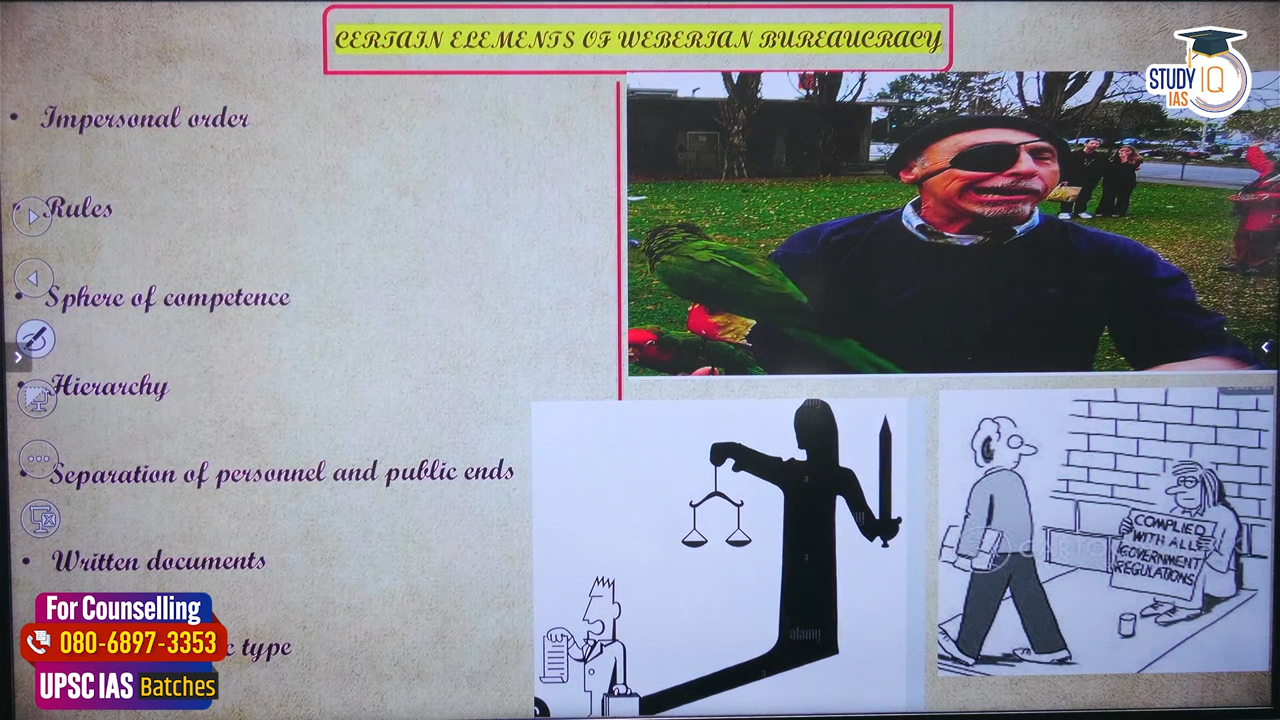 CERTAIN ELEMENTS OF WEBERIAN BUREAUCRACY
STUDY IQ
IAS
• Impersonal order
• Rules
• Sphere of competence
• Hierarchy
• Separation of personnel and public ends
• Written documents
c type
COMPLIED
WITH ALL
GOVERNMENT
REGULATIONS
alamy
For Counselling
080-6897-3353
UPSC IAS Batches